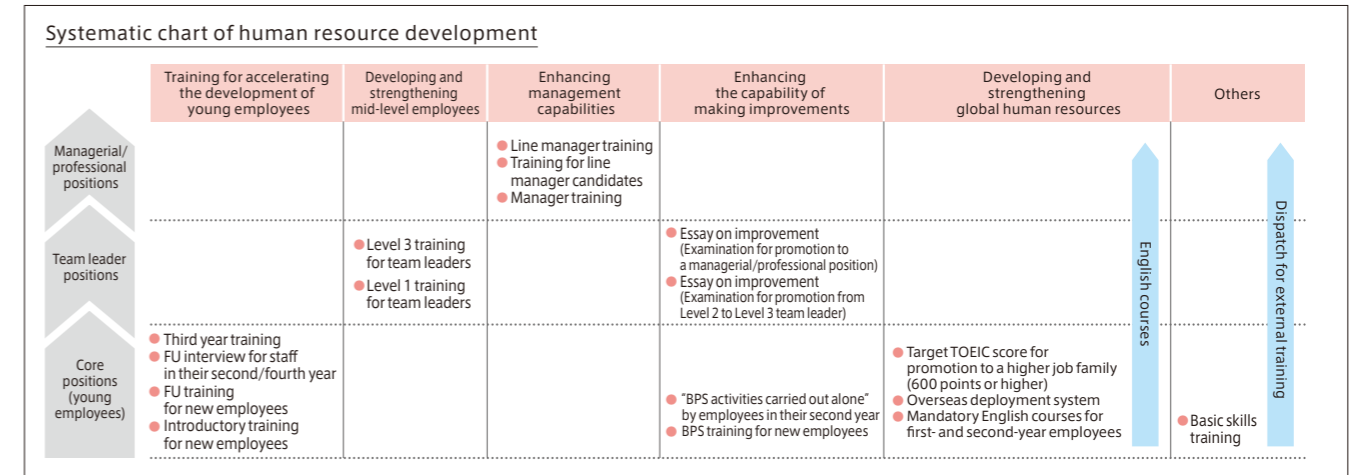 Systematic chart of human resource development
Training for accelerating
the development of
young employees
Developing and
strengthening
mid-level employees
Enhancing
management
capabilities
Enhancing
the capability of
making improvements
Developing and
strengthening
global human resources
Others
Managerial/
professional
positions
● Line manager training
● Training for line
manager candidates
● Manager training
Team leader
positions
● Level 3 training
for team leaders
● Level 1 training
for team leaders
● Essay on improvement
(Examination for promotion to
a managerial/professional position)
● Essay on improvement
(Examination for promotion from
Level 2 to Level 3 team leader)
Core
positions
(young
employees)
● Third year training
● FU interview for staff
in their second/fourth year
● FU training
for new employees
● Introductory training
for new employees
● "BPS activities carried out alone"
by employees in their second year
● BPS training for new employees
● Target TOEIC score for
promotion to a higher job family
(600 points or higher)
● Overseas deployment system
● Mandatory English courses for
first- and second-year employees
English courses
● Basic skills
training
Dispatch for external training